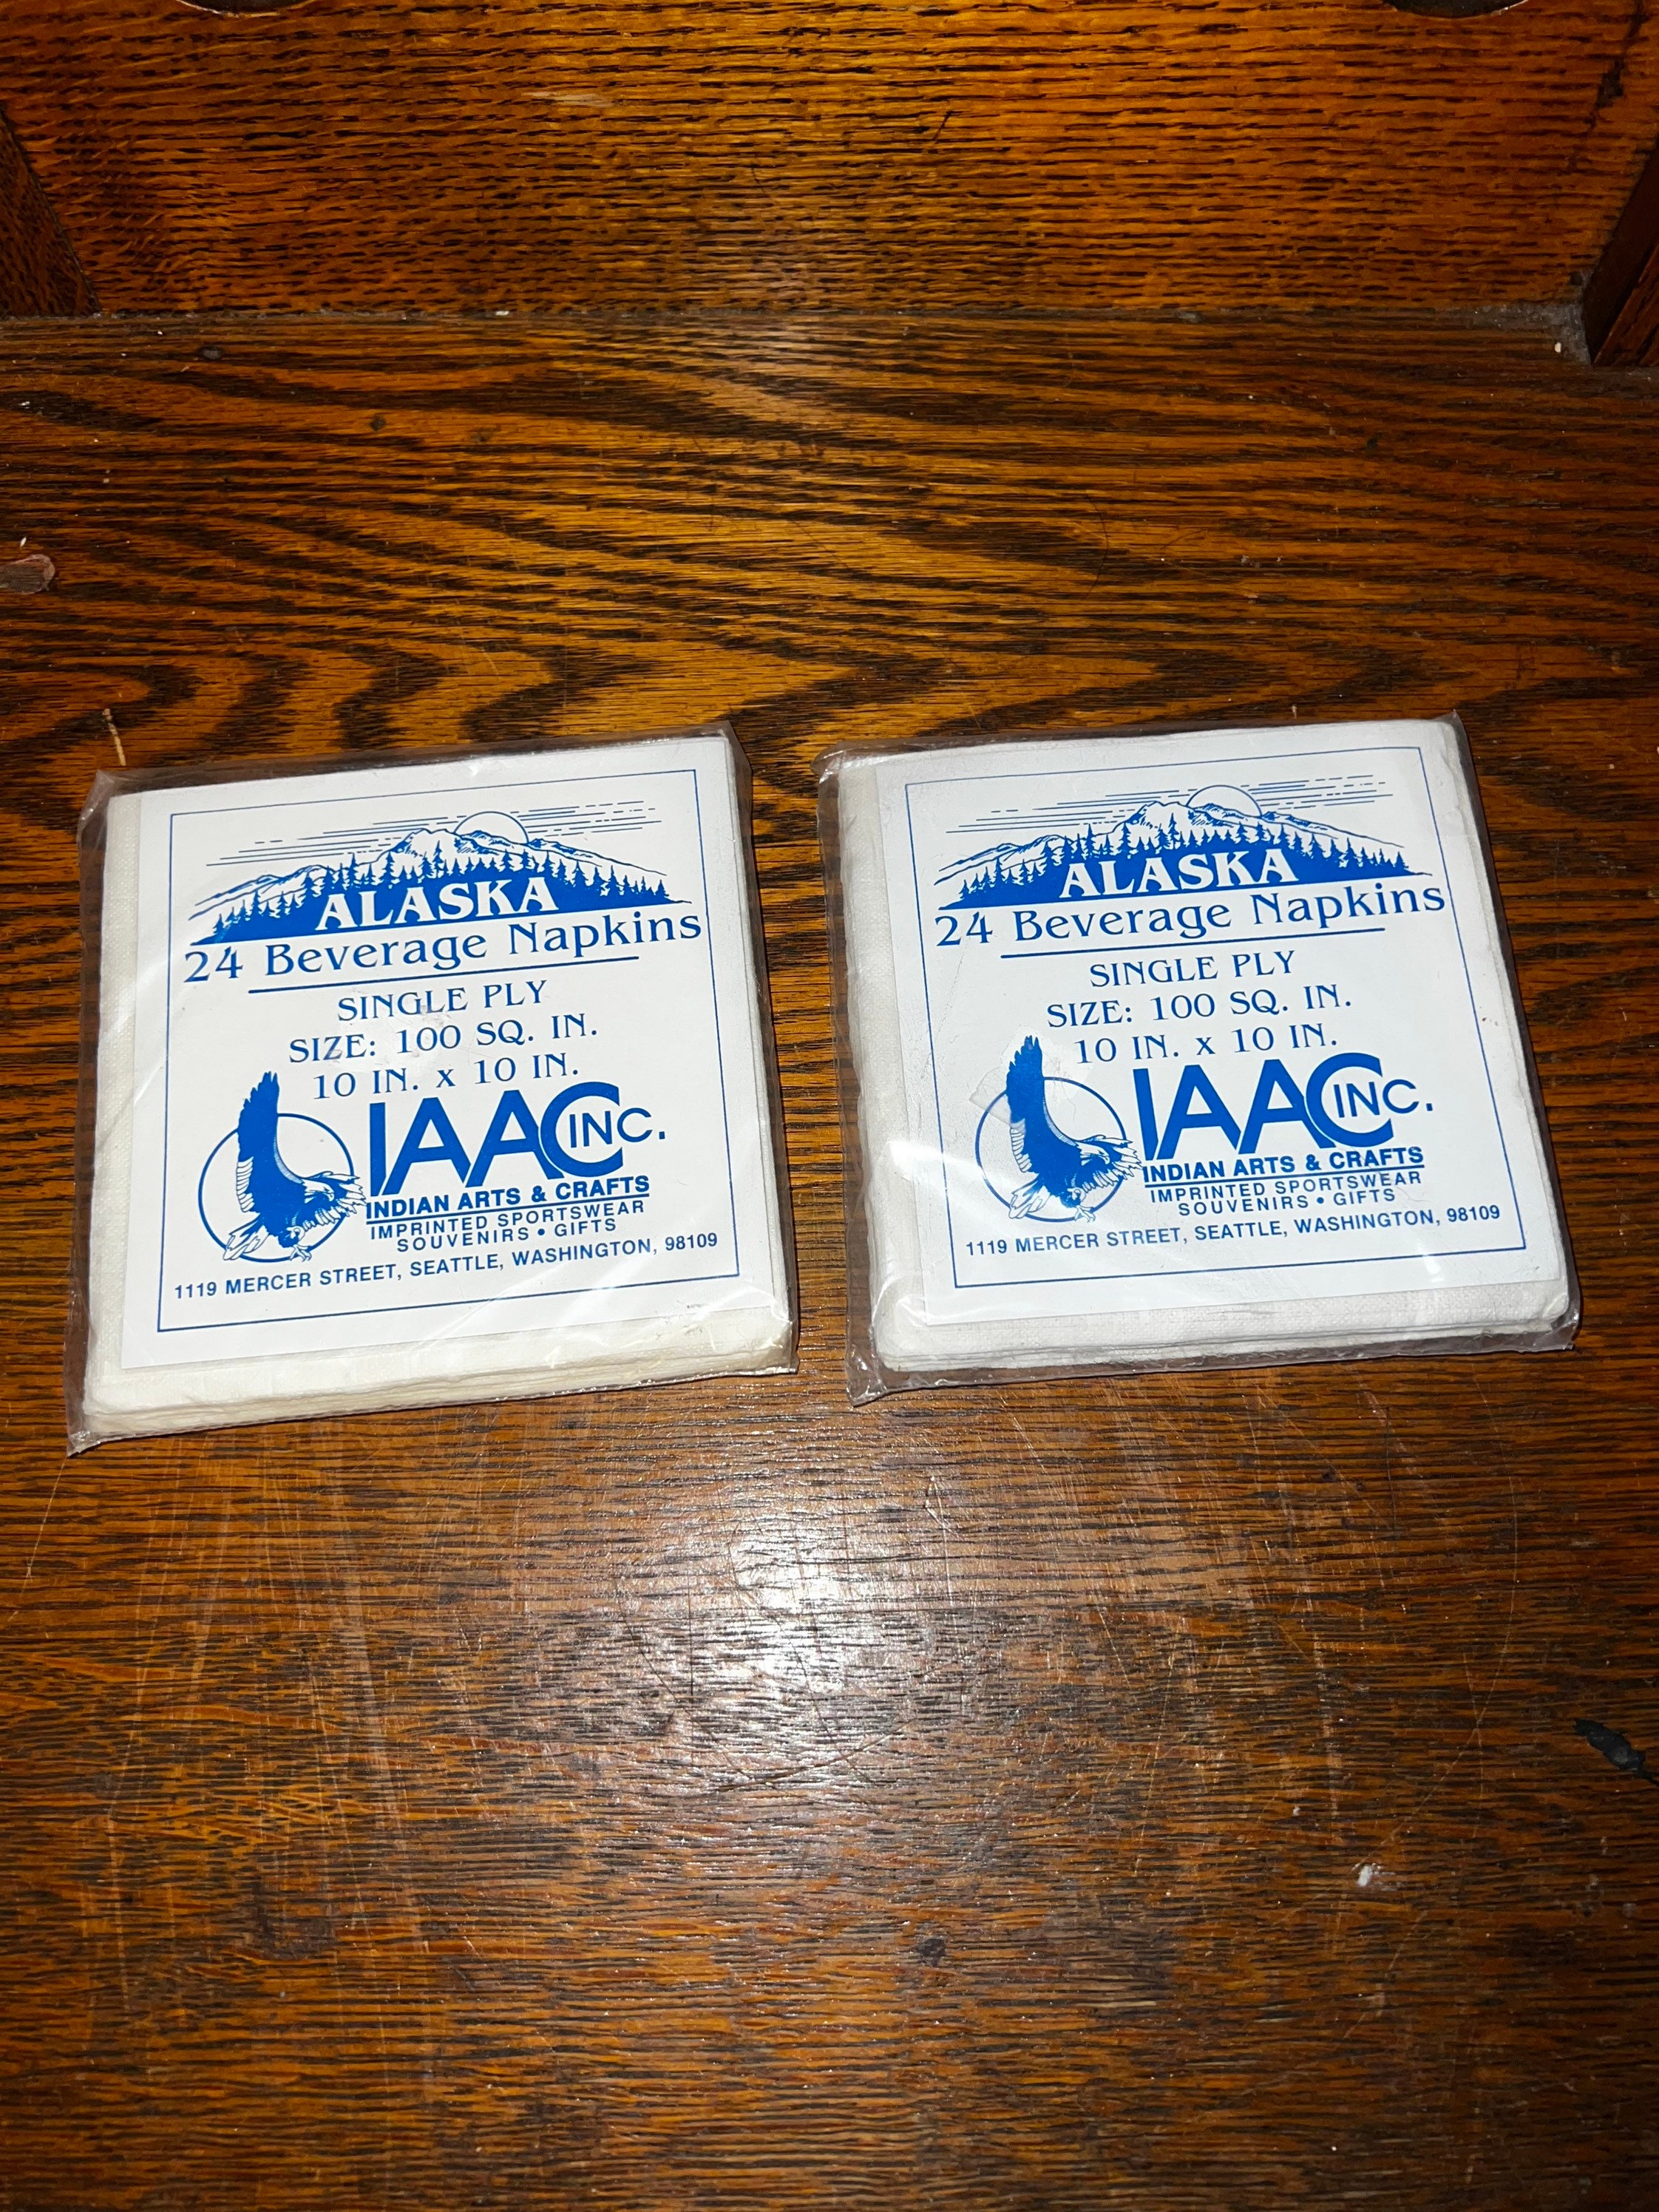 ALASKA
24 Beverage Napkins
SINGLE PLY
SIZE: 100 SQ. IN.
10 IN. x 10 IN.
IAAC INC.
INDIAN ARTS & CRAFTS
IMPRINTED SPORTSWEAR
SOUVENIRS • GIFTS
1119 MERCER STREET, SEATTLE, WASHINGTON, 98109
ALASKA
24 Beverage Napkins
SINGLE PLY
SIZE: 100 SQ. IN.
10 IN. x 10 IN.
IAAC INC.
INDIAN ARTS & CRAFTS
IMPRINTED SPORTSWEAR
SOUVENIRS • GIFTS
1119 MERCER STREET, SEATTLE, WASHINGTON, 98109